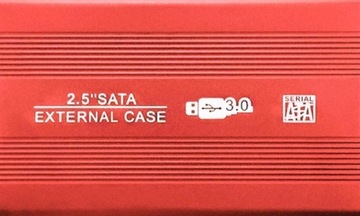 2.5"SATA
EXTERNAL CASE
3.0
SERIAL
ATA